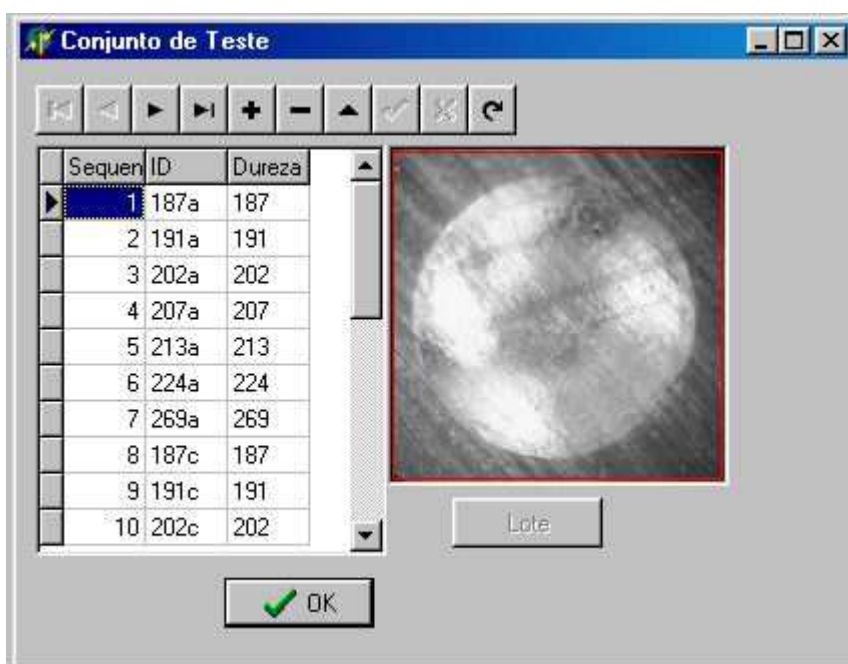 Conjunto de Teste
Sequen ID Dureza
1 187a 187
2 191a 191
3 202a 202
4 207a 207
5 213a 213
6 224a 224
7 269a 269
8 187c 187
9 191c 191
10 202c 202
Lote
OK